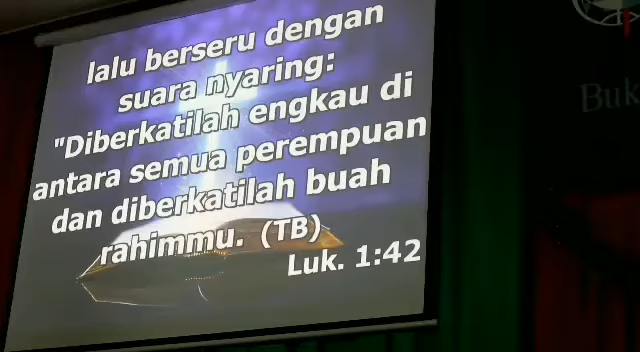 lalu berseru dengan
suara nyaring:
"Diberkatilah engkau di
antara semua perempuan
dan diberkatilah buah
rahimmu. (TB)
Luk. 1:42
Buk